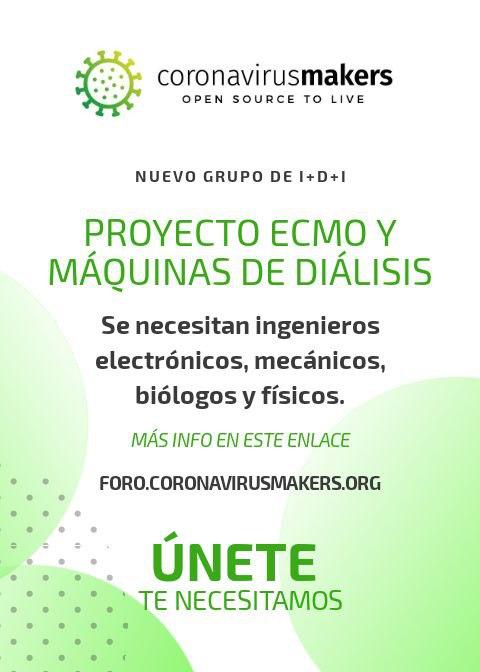 coronavirusmakers
OPEN SOURCE TO LIVE
NUEVO GRUPO DE I+D+I
PROYECTO ECMO Y
MÁQUINAS DE DIÁLISIS
Se necesitan ingenieros
electrónicos, mecánicos,
biólogos y físicos.
MÁS INFO EN ESTE ENLACE
FORO.CORONAVIRUSMAKERS.ORG
ÚNETE
TE NECESITAMOS